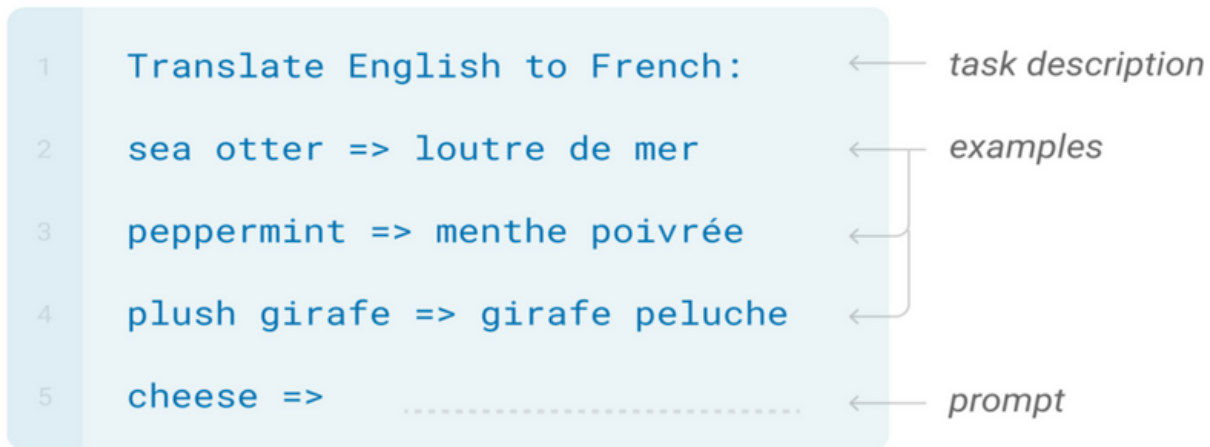 1 Translate English to French: task description
2 sea otter => loutre de mer examples
3 peppermint => menthe poivrée
4 plush girafe => girafe peluche
5 cheese => prompt